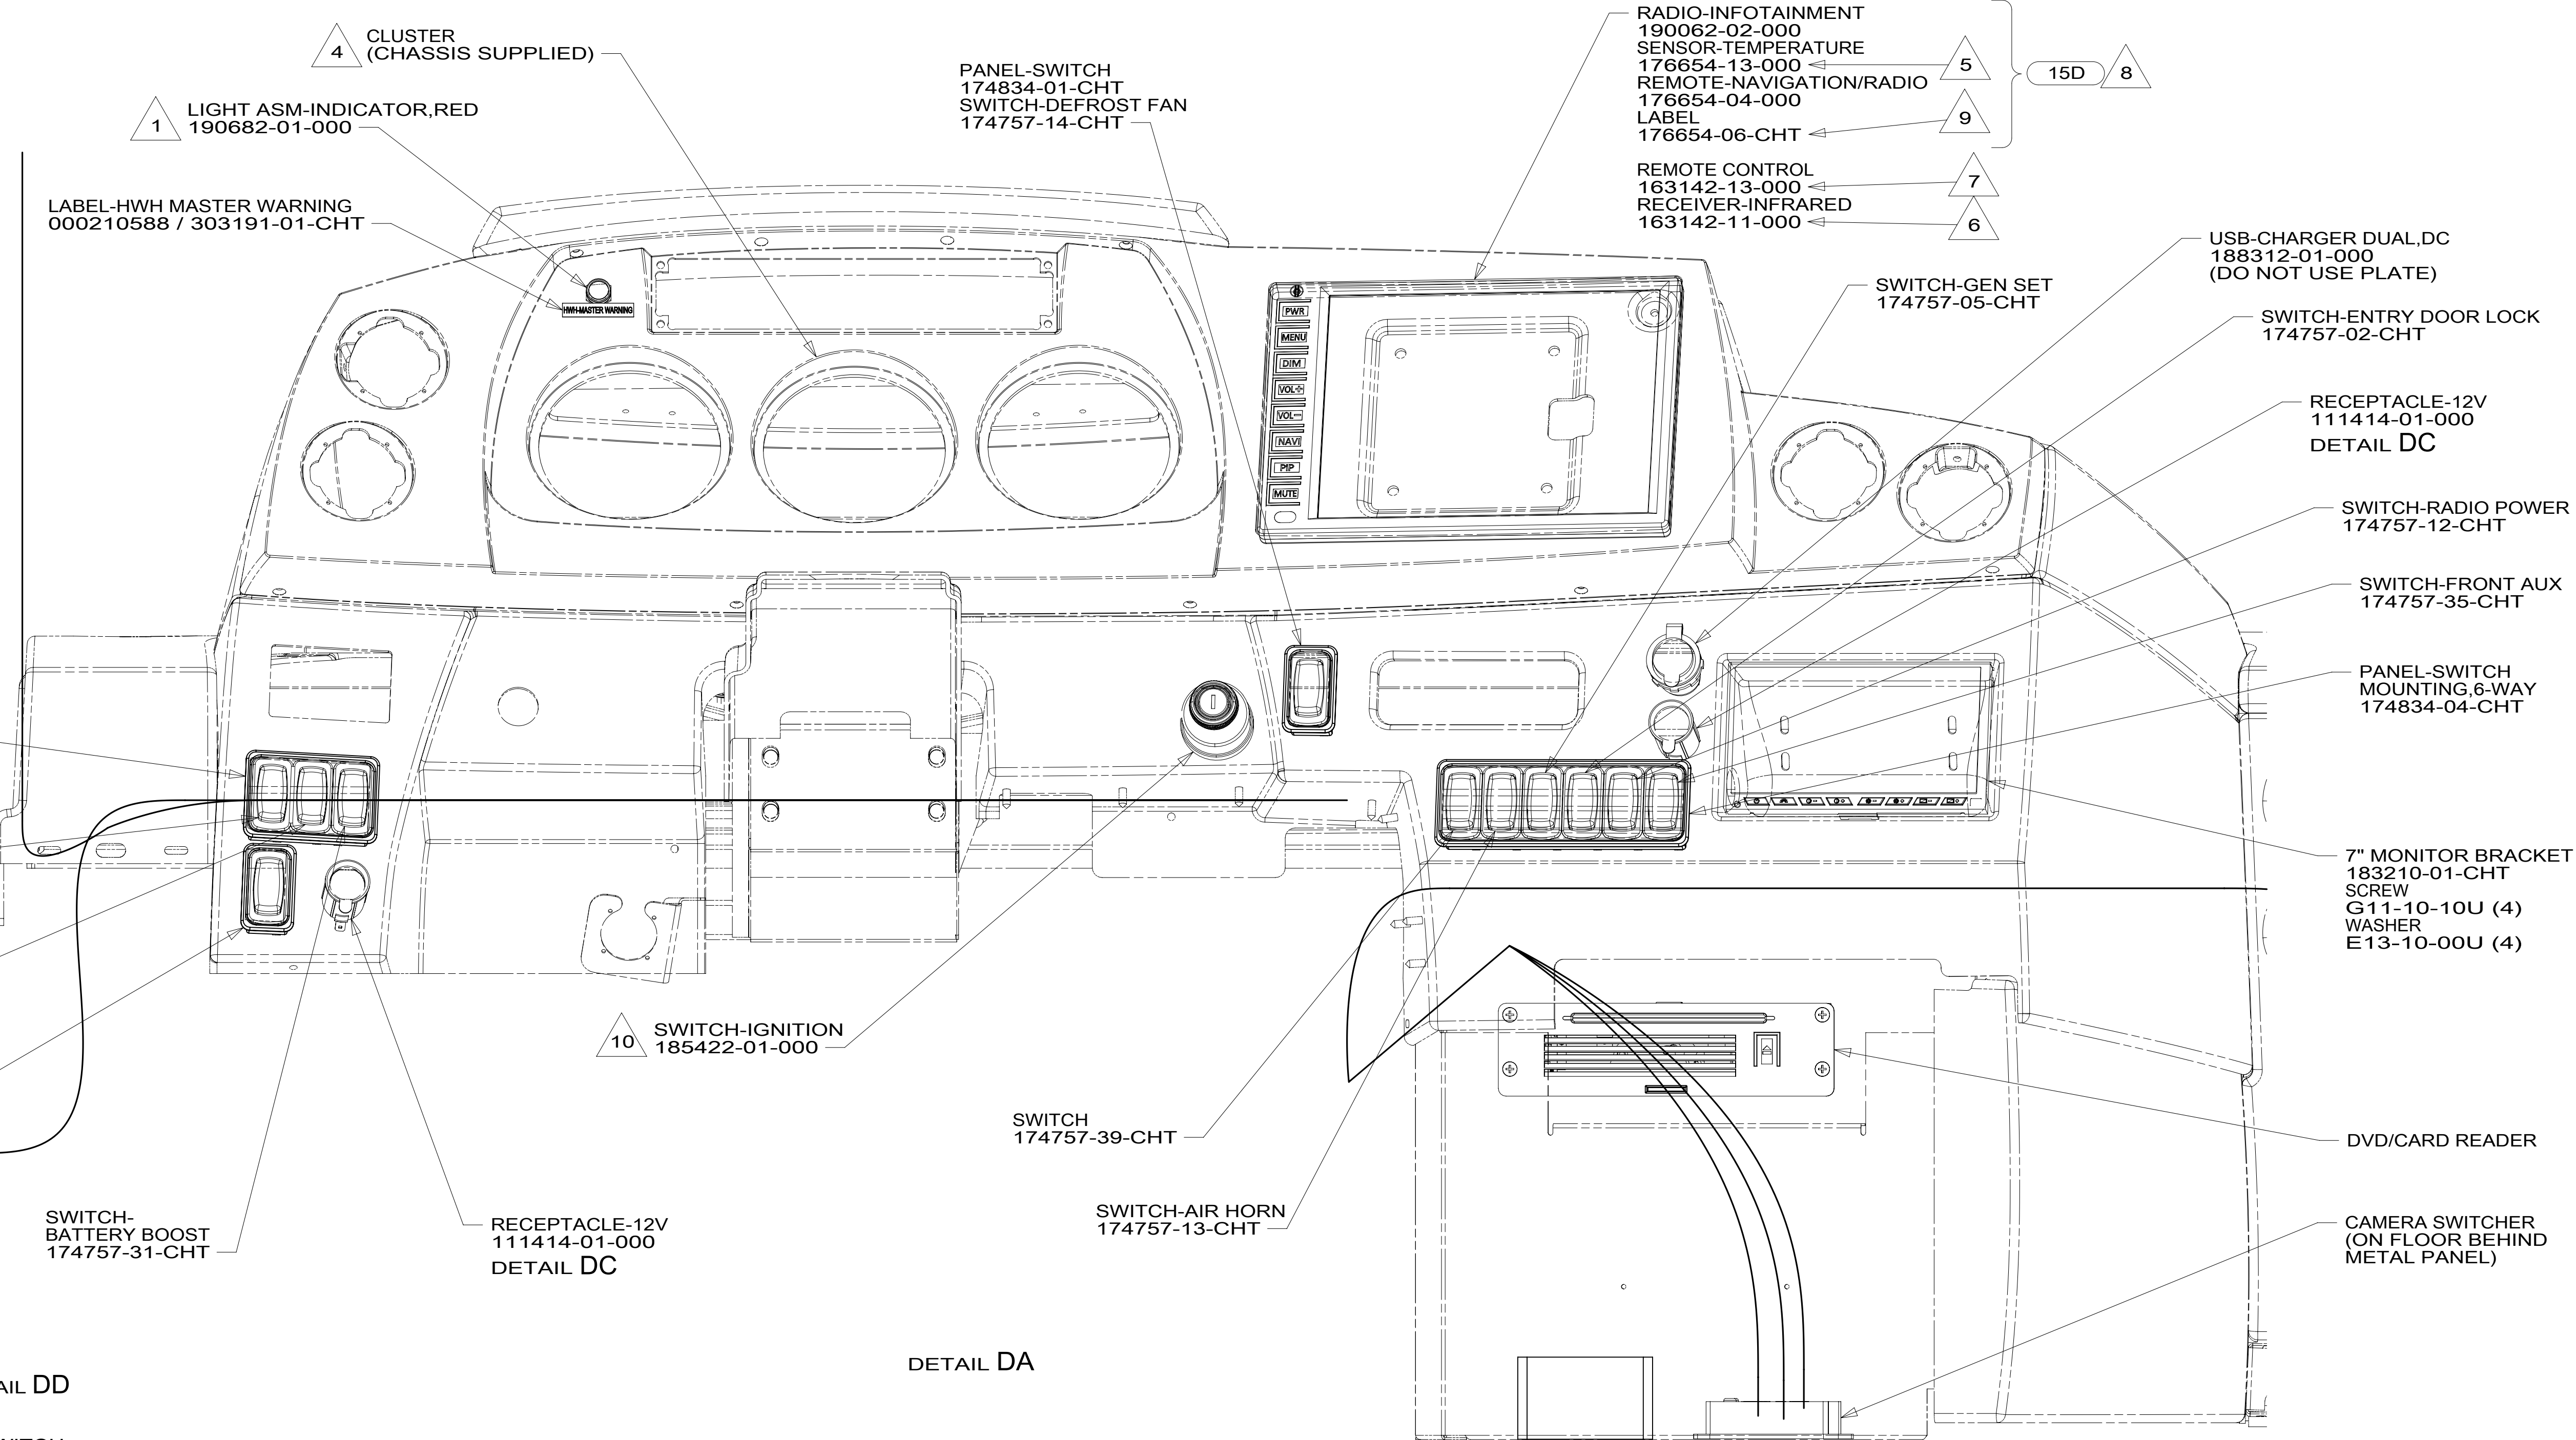 4
CLUSTER
(CHASSIS SUPPLIED)
1
LIGHT ASM-INDICATOR,RED
190682-01-000
LABEL-HWH MASTER WARNING
000210588 / 303191-01-CHT
HWH-MASTER WARNING
PANEL-SWITCH
174834-01-CHT
SWITCH-DEFROST FAN
174757-14-CHT
RADIO-INFOTAINMENT
190062-02-000
SENSOR-TEMPERATURE
176654-13-000
5
REMOTE-NAVIGATION/RADIO
176654-04-000
LABEL
176654-06-CHT
9
15D
8
REMOTE CONTROL
163142-13-000
7
RECEIVER-INFRARED
163142-11-000
6
PWR
MENU
DIM
VOL+
VOL-
NAVI
PIP
MUTE
USB-CHARGER DUAL,DC
188312-01-000
(DO NOT USE PLATE)
SWITCH-GEN SET
174757-05-CHT
SWITCH-ENTRY DOOR LOCK
174757-02-CHT
RECEPTACLE-12V
111414-01-000
DETAIL DC
SWITCH-RADIO POWER
174757-12-CHT
SWITCH-FRONT AUX
174757-35-CHT
PANEL-SWITCH
MOUNTING,6-WAY
174834-04-CHT
7" MONITOR BRACKET
183210-01-CHT
SCREW
G11-10-10U (4)
WASHER
E13-10-00U (4)
10
SWITCH-IGNITION
185422-01-000
SWITCH
174757-39-CHT
DVD/CARD READER
SWITCH-AIR HORN
174757-13-CHT
CAMERA SWITCHER
(ON FLOOR BEHIND
METAL PANEL)
SWITCH-
BATTERY BOOST
174757-31-CHT
RECEPTACLE-12V
111414-01-000
DETAIL DC
DETAIL DA
AIL DD